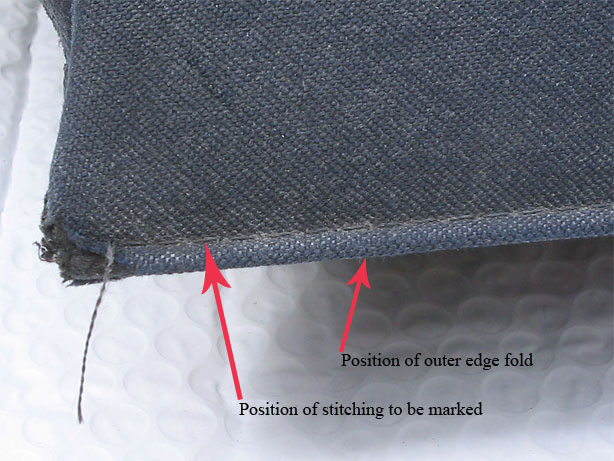 Position of outer edge fold
Position of stitching to be marked